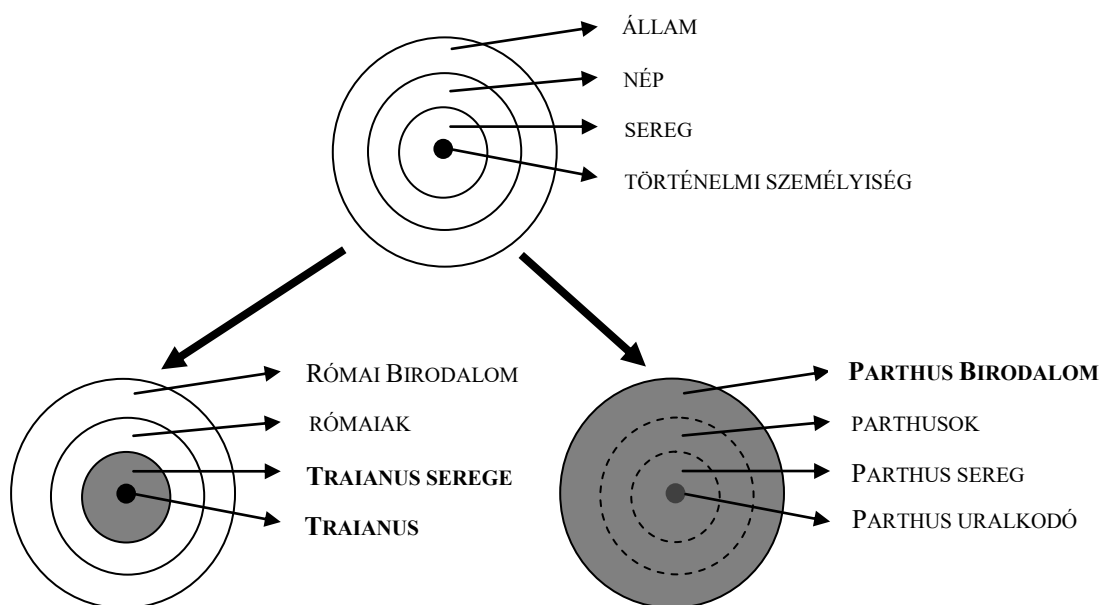 ÁLLAM
NÉP
SEREG
TÖRTÉNELMI SZEMÉLYISÉG
RÓMAI BIRODALOM
RÓMAIAK
TRAIANUS SEREGE
TRAIANUS
PARTHUS BIRODALOM
PARTHUSOK
PARTHUS SEREG
PARTHUS URALKODÓ